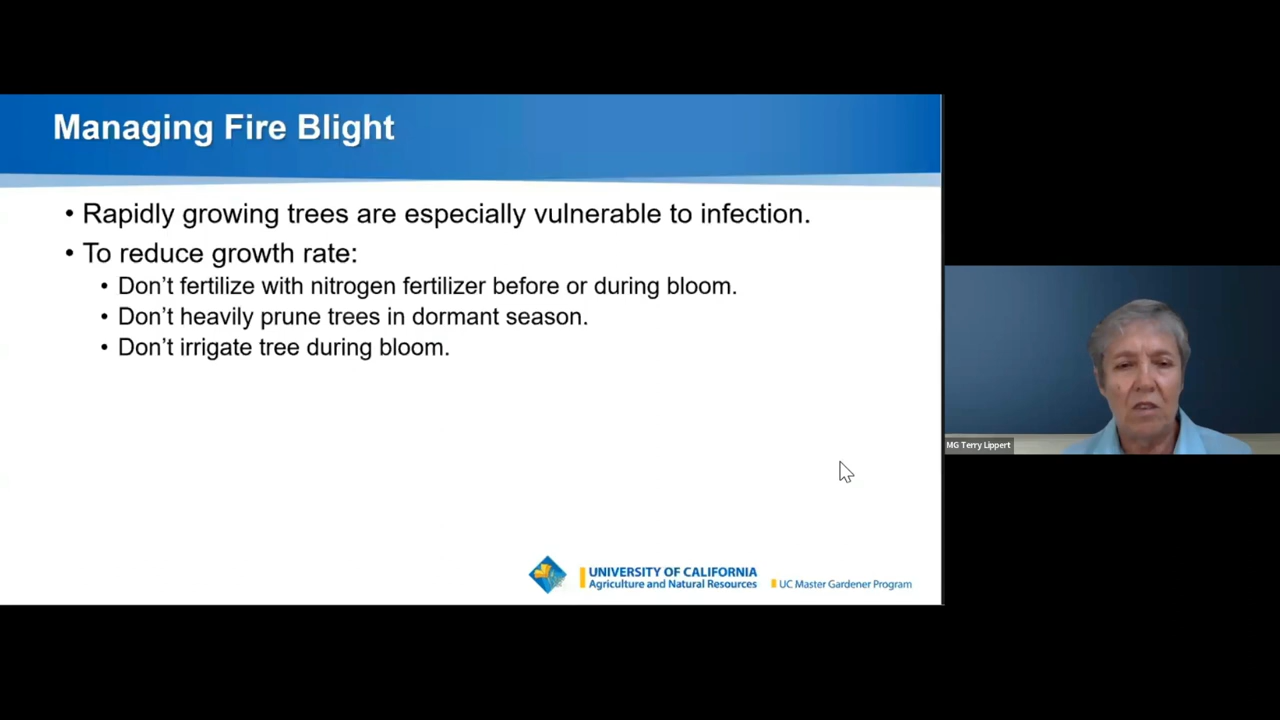 Managing Fire Blight
• Rapidly growing trees are especially vulnerable to infection.
• To reduce growth rate:
• Don’t fertilize with nitrogen fertilizer before or during bloom.
• Don’t heavily prune trees in dormant season.
• Don’t irrigate tree during bloom.
MG Terry Lippert
UNIVERSITY OF CALIFORNIA
Agriculture and Natural Resources
UC Master Gardener Program